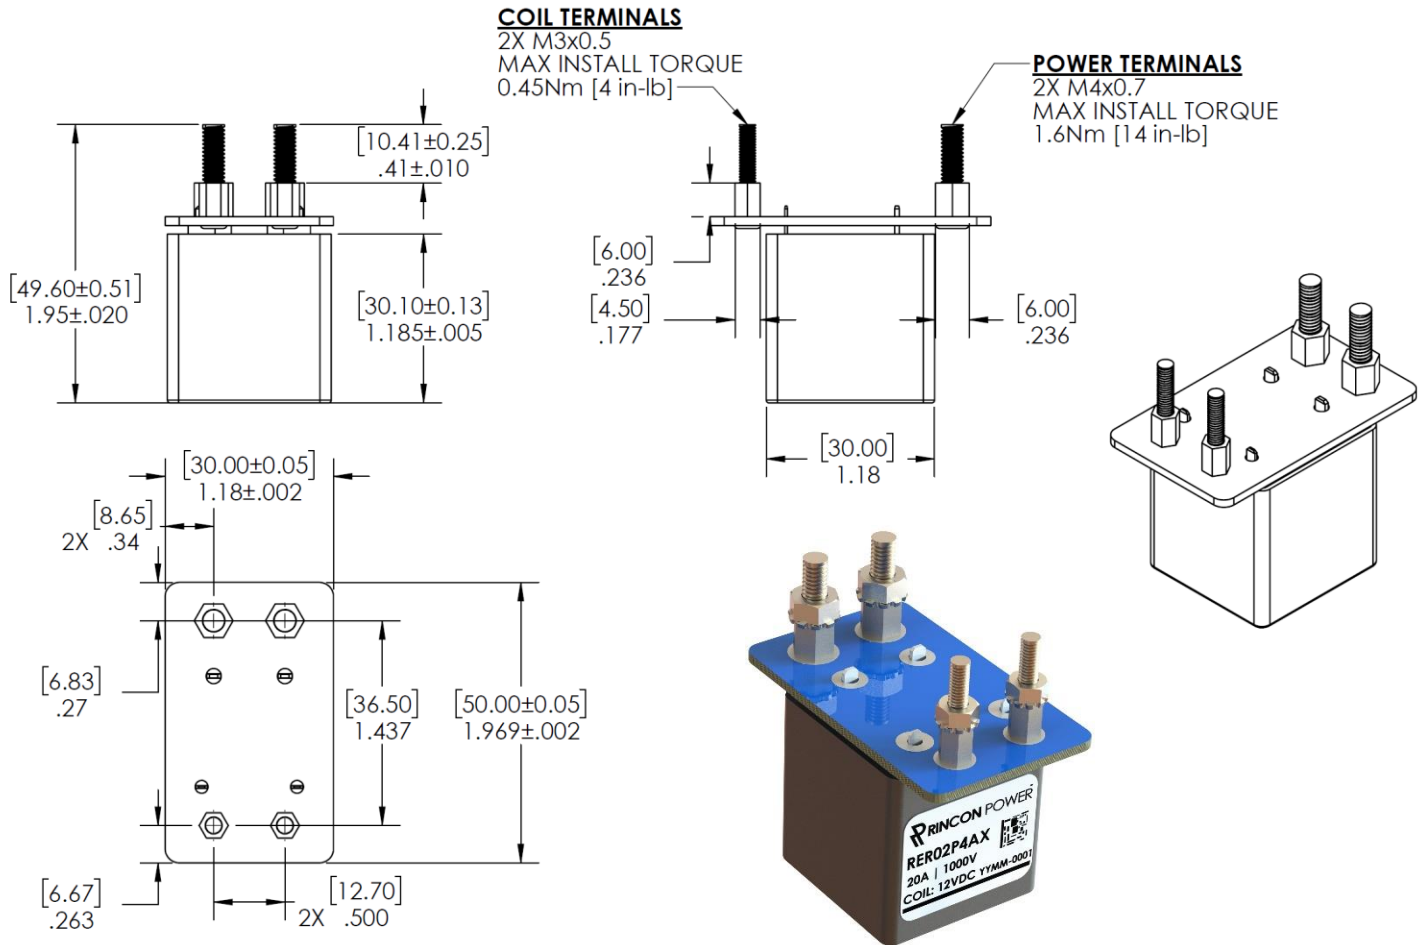 COIL TERMINALS
2X M3x0.5
MAX INSTALL TORQUE
0.45Nm [4 in-lb]
POWER TERMINALS
2X M4x0.7
MAX INSTALL TORQUE
1.6Nm [14 in-lb]
[10.41±0.25]
.41±.010
[49.60±0.51]
1.95±.020
[30.10±0.13]
1.185±.005
[6.00]
.236
[4.50]
.177
[6.00]
.236
[30.00]
1.18
[30.00±0.05]
1.18±.002
[8.65]
2X .34
[6.83]
.27
[36.50]
1.437
[50.00±0.05]
1.969±.002
[6.67]
.263
[12.70]
2X .500
RINCON POWER
RER02P4AX
20A | 1000V
COIL: 12VDC YYMM-0001